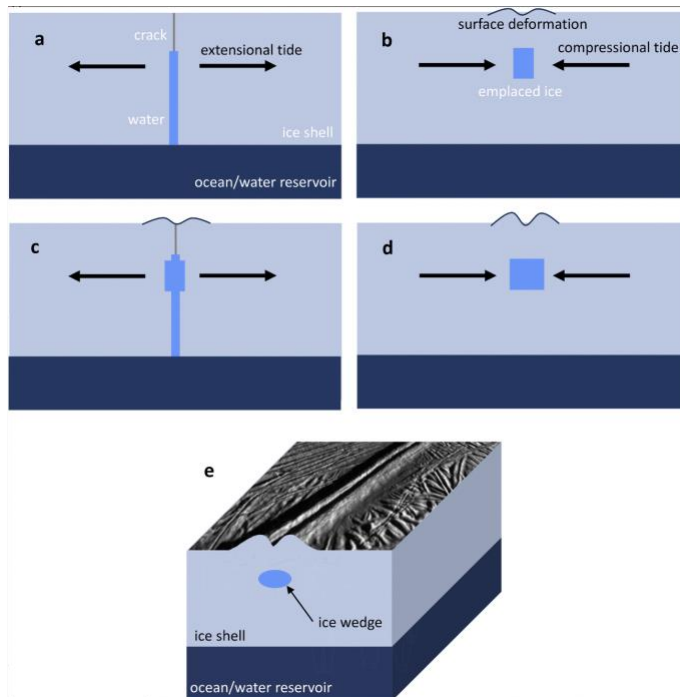 a
crack
extensional tide
water
ice shell
ocean/water reservoir
b
surface deformation
compressional tide
emplaced ice
c
d
e
ice wedge
ice shell
ocean/water reservoir